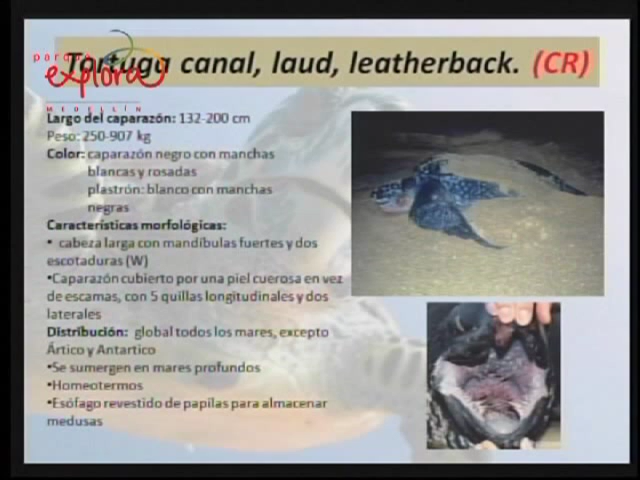 parque
explora
MEDELLÍN
Tortuga canal, laud, leatherback. (CR)
Largo del caparazón: 132-200 cm
Peso: 250-907 kg
Color: caparazón negro con manchas
blancas y rosadas
plastrón: blanco con manchas
negras
Características morfológicas:
• cabeza larga con mandíbulas fuertes y dos
escotaduras (W)
•Caparazón cubierto por una piel cuerosa en vez
de escamas, con 5 quillas longitudinales y dos
laterales
Distribución: global todos los mares, excepto
Ártico y Antartico
•Se sumergen en mares profundos
•Homeotermos
•Esófago revestido de papilas para almacenar
medusas